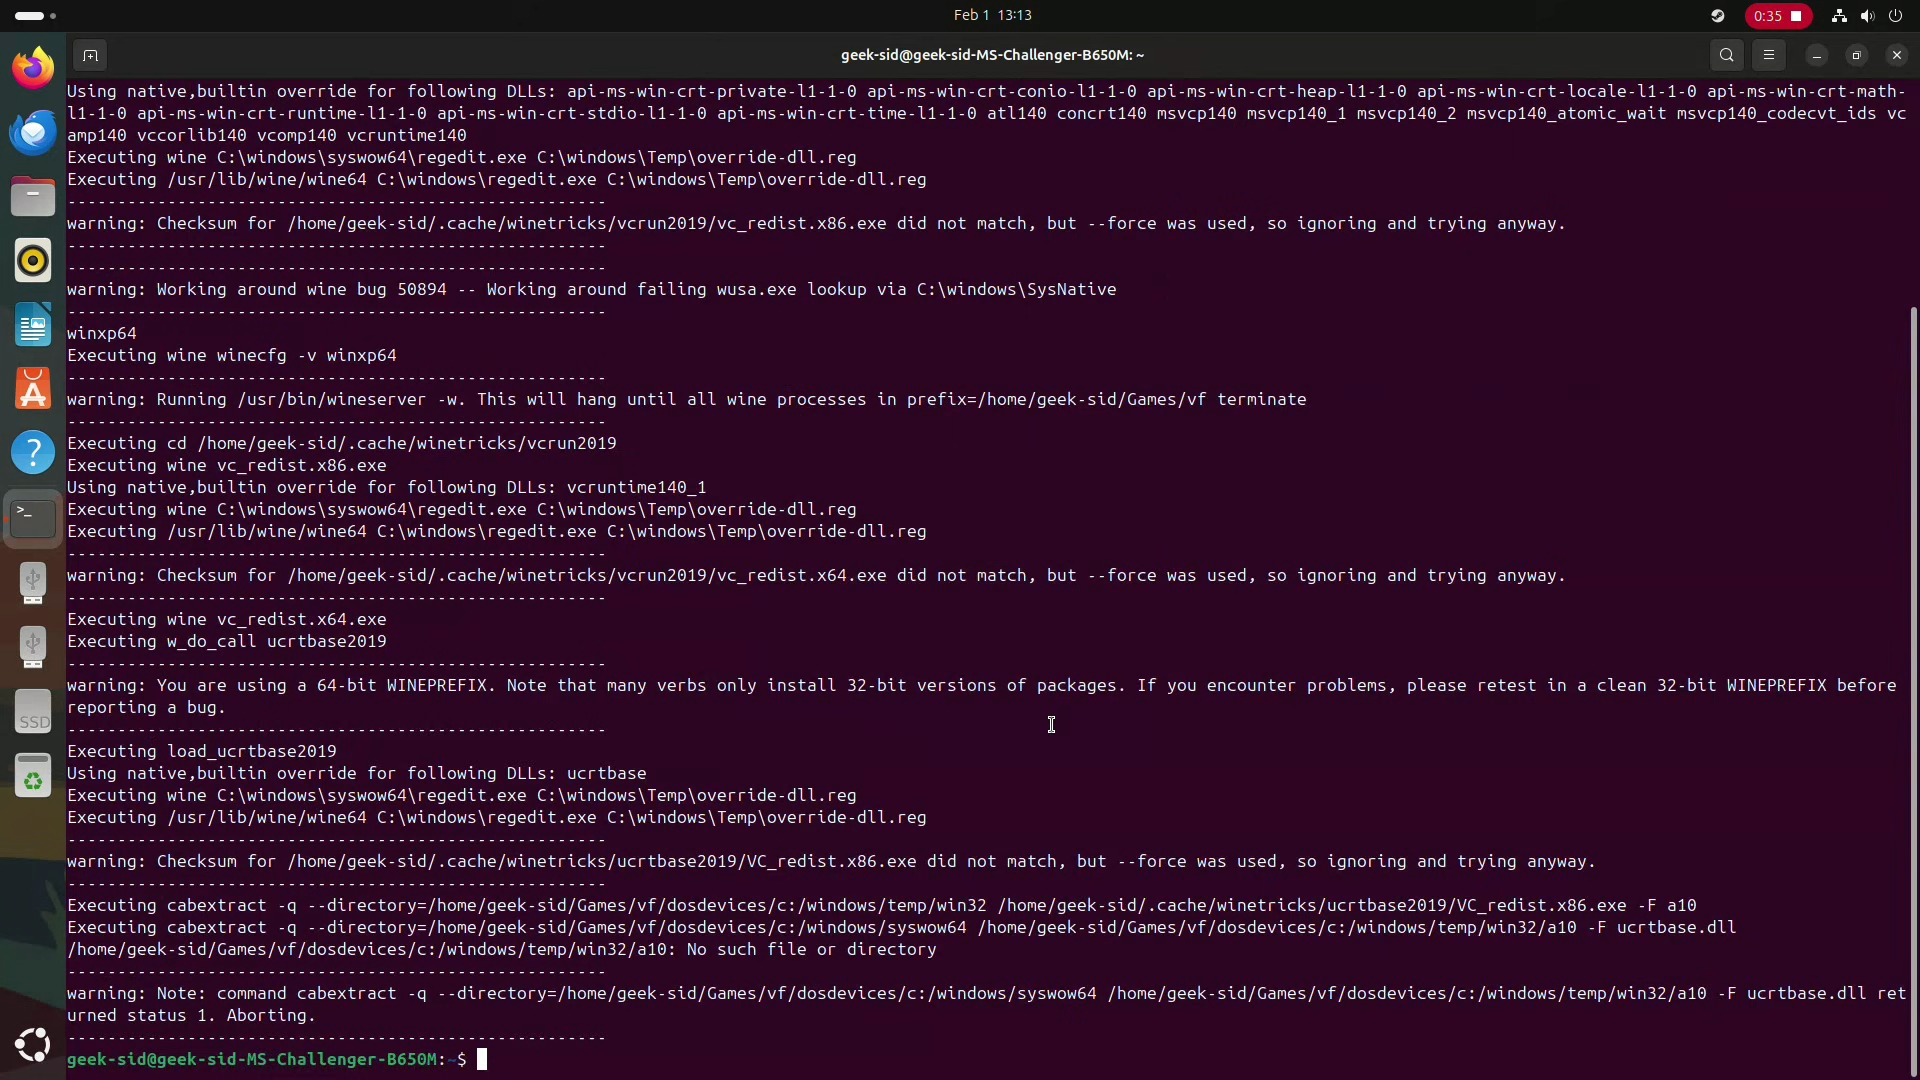 Feb 1 13:13
0:35
geek-sid@geek-sid-MS-Challenger-B650M: ~
Using native,builtin override for following DLLs: api-ms-win-crt-private-l1-1-0 api-ms-win-crt-conio-l1-1-0 api-ms-win-crt-heap-l1-1-0 api-ms-win-crt-locale-l1-1-0 api-ms-win-crt-math-
l1-1-0 api-ms-win-crt-runtime-l1-1-0 api-ms-win-crt-stdio-l1-1-0 api-ms-win-crt-time-l1-1-0 atl140 concrt140 msvcp140 msvcp140_1 msvcp140_2 msvcp140_atomic_wait msvcp140_codecvt_ids vc
amp140 vccorlib140 vcomp140 vcruntime140
Executing wine C:\windows\syswow64\regedit.exe C:\windows\Temp\override-dll.reg
Executing /usr/lib/wine/wine64 C:\windows\regedit.exe C:\windows\Temp\override-dll.reg
------------------------------------------------------
warning: Checksum for /home/geek-sid/.cache/winetricks/vcrun2019/vc_redist.x86.exe did not match, but --force was used, so ignoring and trying anyway.
------------------------------------------------------
------------------------------------------------------
warning: Working around wine bug 50894 -- Working around failing wusa.exe lookup via C:\windows\SysNative
------------------------------------------------------
winxp64
Executing wine winecfg -v winxp64
------------------------------------------------------
warning: Running /usr/bin/wineserver -w. This will hang until all wine processes in prefix=/home/geek-sid/Games/vf terminate
------------------------------------------------------
Executing cd /home/geek-sid/.cache/winetricks/vcrun2019
Executing wine vc_redist.x86.exe
Using native,builtin override for following DLLs: vcruntime140_1
Executing wine C:\windows\syswow64\regedit.exe C:\windows\Temp\override-dll.reg
Executing /usr/lib/wine/wine64 C:\windows\regedit.exe C:\windows\Temp\override-dll.reg
------------------------------------------------------
warning: Checksum for /home/geek-sid/.cache/winetricks/vcrun2019/vc_redist.x64.exe did not match, but --force was used, so ignoring and trying anyway.
------------------------------------------------------
Executing wine vc_redist.x64.exe
Executing w_do_call ucrtbase2019
------------------------------------------------------
warning: You are using a 64-bit WINEPREFIX. Note that many verbs only install 32-bit versions of packages. If you encounter problems, please retest in a clean 32-bit WINEPREFIX before
reporting a bug.
------------------------------------------------------
Executing load_ucrtbase2019
Using native,builtin override for following DLLs: ucrtbase
Executing wine C:\windows\syswow64\regedit.exe C:\windows\Temp\override-dll.reg
Executing /usr/lib/wine/wine64 C:\windows\regedit.exe C:\windows\Temp\override-dll.reg
------------------------------------------------------
warning: Checksum for /home/geek-sid/.cache/winetricks/ucrtbase2019/VC_redist.x86.exe did not match, but --force was used, so ignoring and trying anyway.
------------------------------------------------------
Executing cabextract -q --directory=/home/geek-sid/Games/vf/dosdevices/c:/windows/temp/win32 /home/geek-sid/.cache/winetricks/ucrtbase2019/VC_redist.x86.exe -F a10
Executing cabextract -q --directory=/home/geek-sid/Games/vf/dosdevices/c:/windows/syswow64 /home/geek-sid/Games/vf/dosdevices/c:/windows/temp/win32/a10 -F ucrtbase.dll
/home/geek-sid/Games/vf/dosdevices/c:/windows/temp/win32/a10: No such file or directory
------------------------------------------------------
warning: Note: command cabextract -q --directory=/home/geek-sid/Games/vf/dosdevices/c:/windows/syswow64 /home/geek-sid/Games/vf/dosdevices/c:/windows/temp/win32/a10 -F ucrtbase.dll ret
urned status 1. Aborting.
------------------------------------------------------
geek-sid@geek-sid-MS-Challenger-B650M:~$
SSD